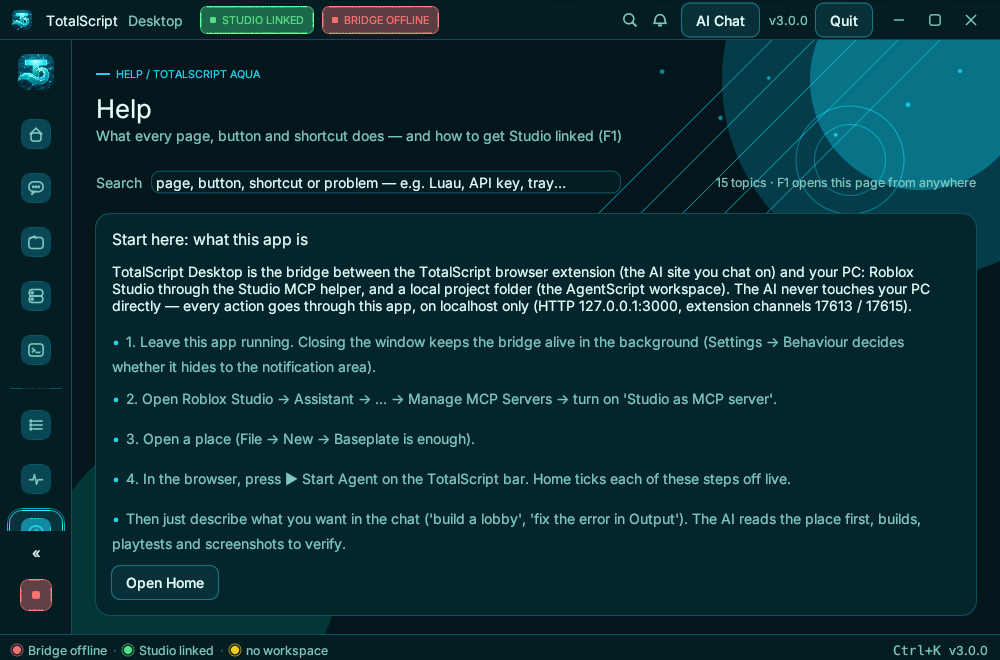 TotalScript Desktop STUDIO LINKED BRIDGE OFFLINE AI Chat v3.0.0 Quit
HELP / TOTALSCRIPT AQUA
Help
What every page, button and shortcut does — and how to get Studio linked (F1)
Search page, button, shortcut or problem — e.g. Luau, API key, tray... 15 topics · F1 opens this page from anywhere
Start here: what this app is
TotalScript Desktop is the bridge between the TotalScript browser extension (the AI site you chat on) and your PC: Roblox
Studio through the Studio MCP helper, and a local project folder (the AgentScript workspace). The AI never touches your PC
directly — every action goes through this app, on localhost only (HTTP 127.0.0.1:3000, extension channels 17613 / 17615).
• 1. Leave this app running. Closing the window keeps the bridge alive in the background (Settings → Behaviour decides
whether it hides to the notification area).
• 2. Open Roblox Studio → Assistant → ... → Manage MCP Servers → turn on 'Studio as MCP server'.
• 3. Open a place (File → New → Baseplate is enough).
• 4. In the browser, press ▶ Start Agent on the TotalScript bar. Home ticks each of these steps off live.
• Then just describe what you want in the chat ('build a lobby', 'fix the error in Output'). The AI reads the place first, builds,
playtests and screenshots to verify.
Open Home
«
Bridge offline · Studio linked · no workspace Ctrl+K v3.0.0